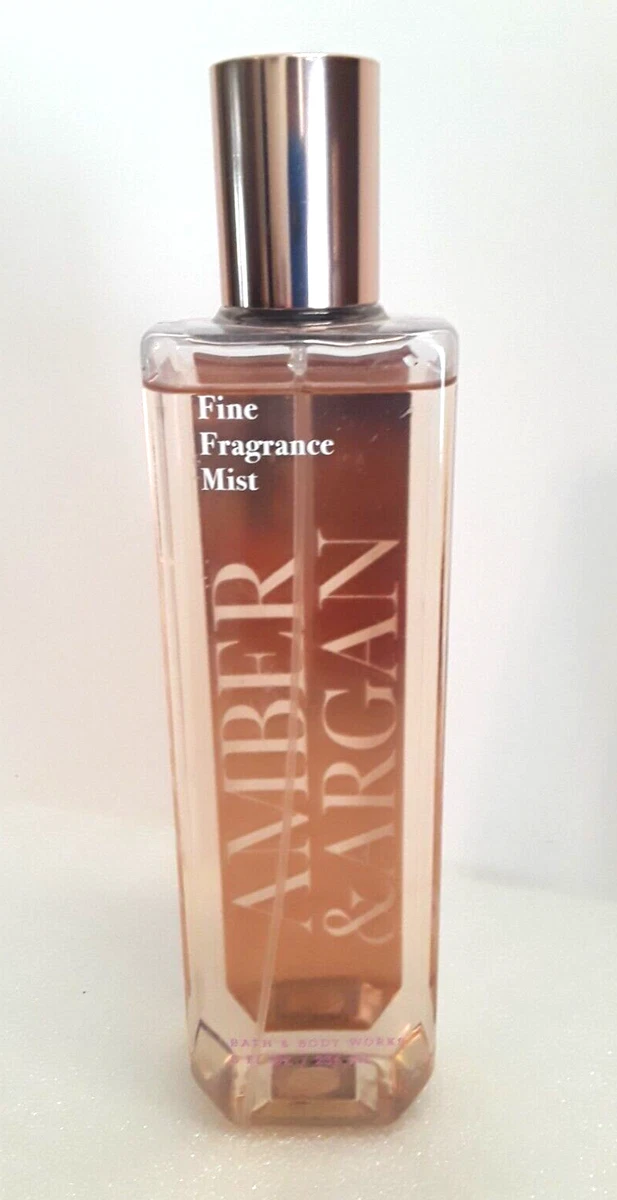 Fine
Fragrance
Mist
AMBER
& ARGAN
BATH & BODY WORKS